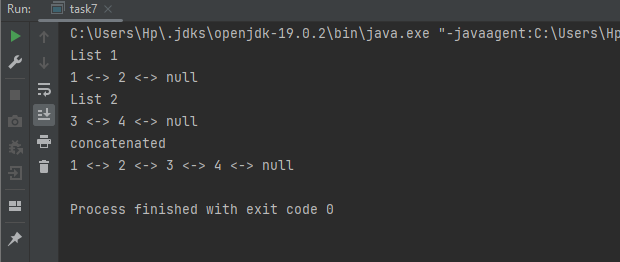 Run: task7
C:\Users\Hp\.jdks\openjdk-19.0.2\bin\java.exe "-javaagent:C:\Users\Hp
List 1
1 <-> 2 <-> null
List 2
3 <-> 4 <-> null
concatenated
1 <-> 2 <-> 3 <-> 4 <-> null
Process finished with exit code 0